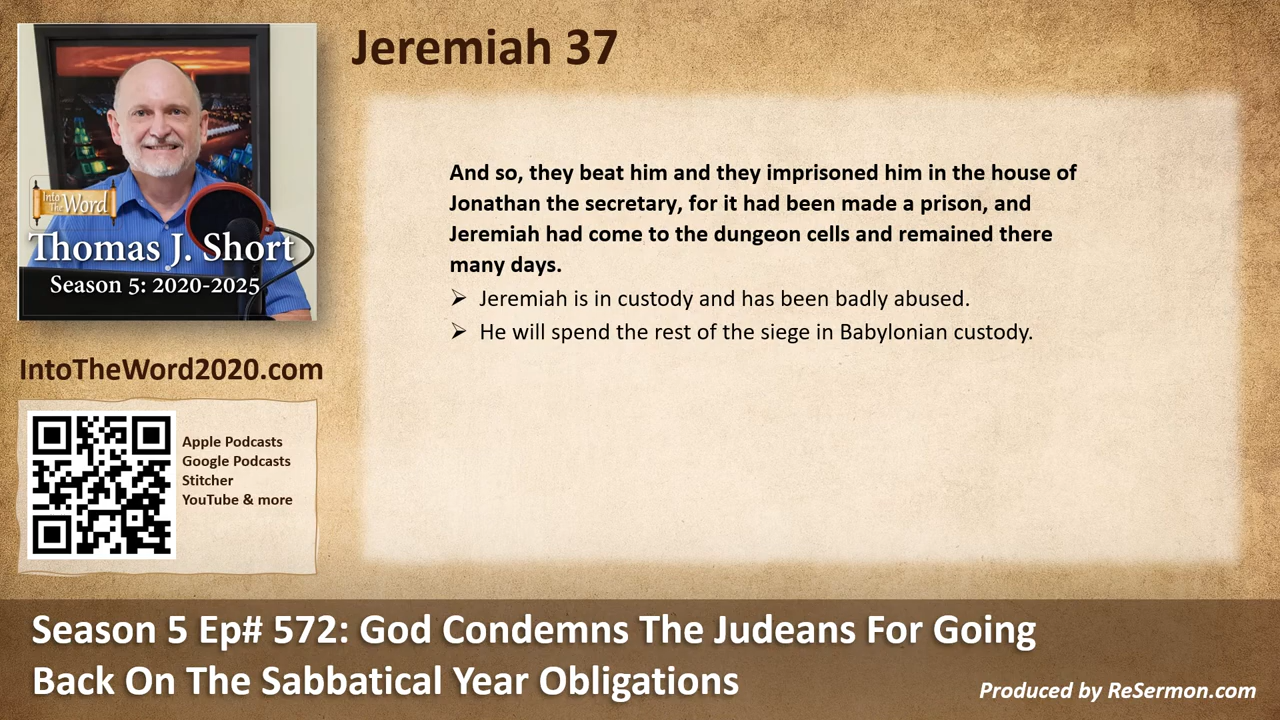 Jeremiah 37
And so, they beat him and they imprisoned him in the house of
Jonathan the secretary, for it had been made a prison, and
Jeremiah had come to the dungeon cells and remained there
many days.
➢ Jeremiah is in custody and has been badly abused.
➢ He will spend the rest of the siege in Babylonian custody.
Into
The Word
Thomas J. Short
Season 5: 2020-2025
IntoTheWord2020.com
Apple Podcasts
Google Podcasts
Stitcher
YouTube & more
Season 5 Ep# 572: God Condemns The Judeans For Going
Back On The Sabbatical Year Obligations
Produced by ReSermon.com